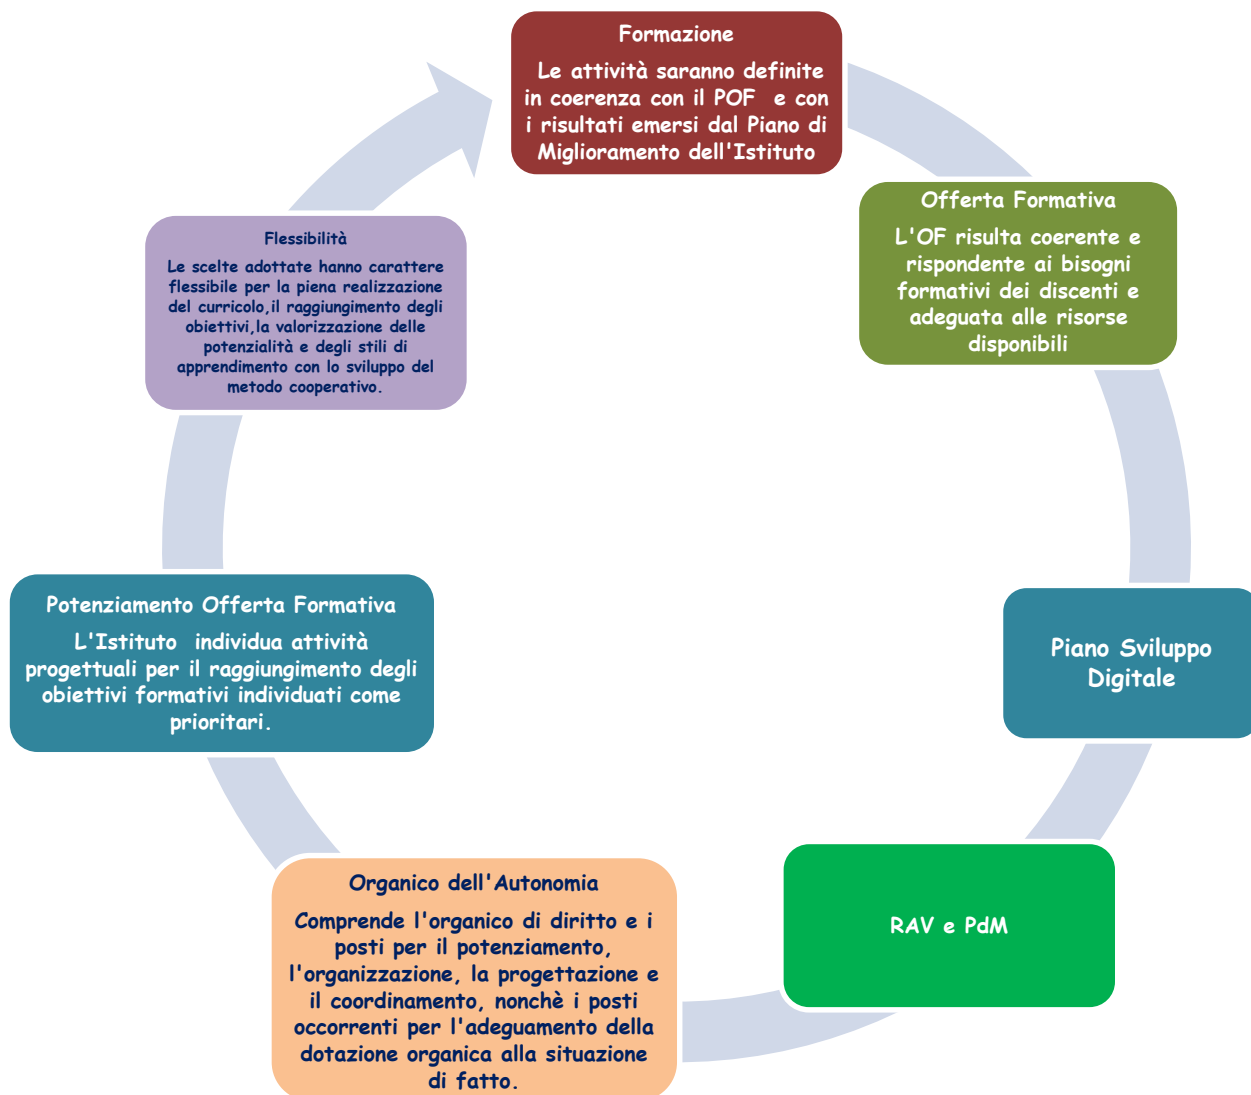 Formazione
Le attività saranno definite
in coerenza con il POF e con
i risultati emersi dal Piano di
Miglioramento dell'Istituto
Offerta Formativa
L'OF risulta coerente e
rispondente ai bisogni
formativi dei discenti e
adeguata alle risorse
disponibili
Piano Sviluppo
Digitale
RAV e PdM
Organico dell'Autonomia
Comprende l'organico di diritto e i
posti per il potenziamento,
l'organizzazione, la progettazione e
il coordinamento, nonchè i posti
occorrenti per l'adeguamento della
dotazione organica alla situazione
di fatto.
Potenziamento Offerta Formativa
L'Istituto individua attività
progettuali per il raggiungimento degli
obiettivi formativi individuati come
prioritari.
Flessibilità
Le scelte adottate hanno carattere
flessibile per la piena realizzazione
del curricolo,il raggiungimento degli
obiettivi,la valorizzazione delle
potenzialità e degli stili di
apprendimento con lo sviluppo del
metodo cooperativo.